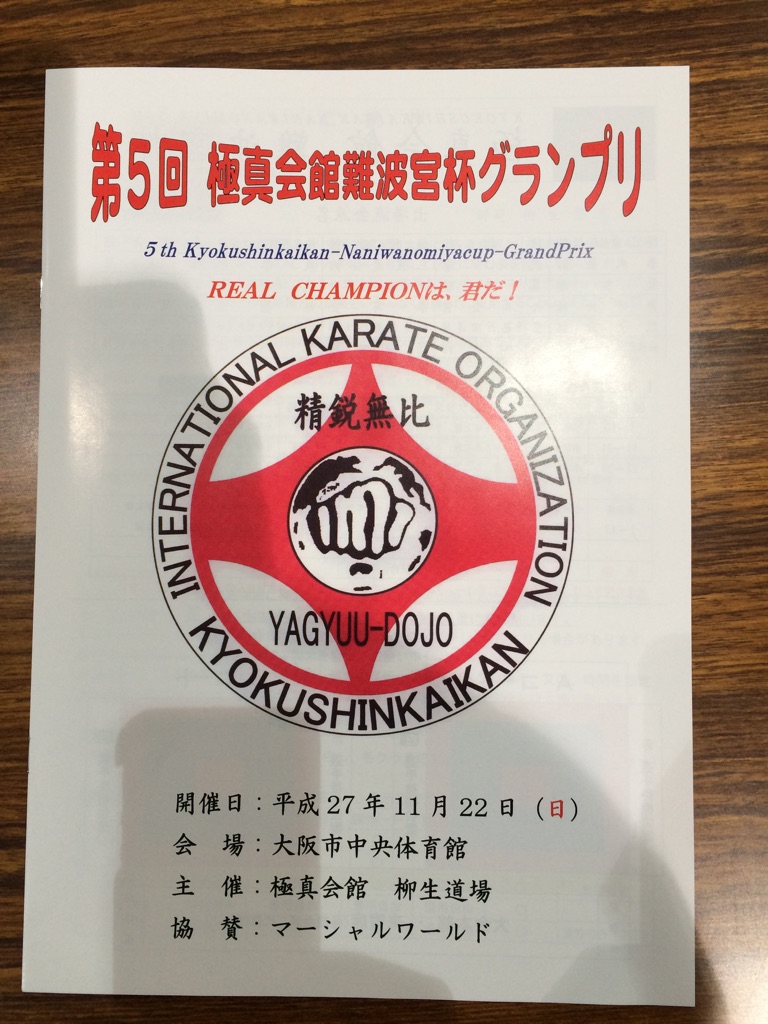 第5回 極真会館難波宮杯グランプリ
5th Kyokushinkaikan-Naniwanomiyacup-GrandPrix
REAL CHAMPIONは、君だ！
INTERNATIONAL KARATE ORGANIZATION
精鋭無比
YAGYUU-DOJO
KYOKUSHINKAIKAN
開催日：平成27年11月22日（日）
会　場：大阪市中央体育館
主　催：極真会館　柳生道場
協　賛：マーシャルワールド